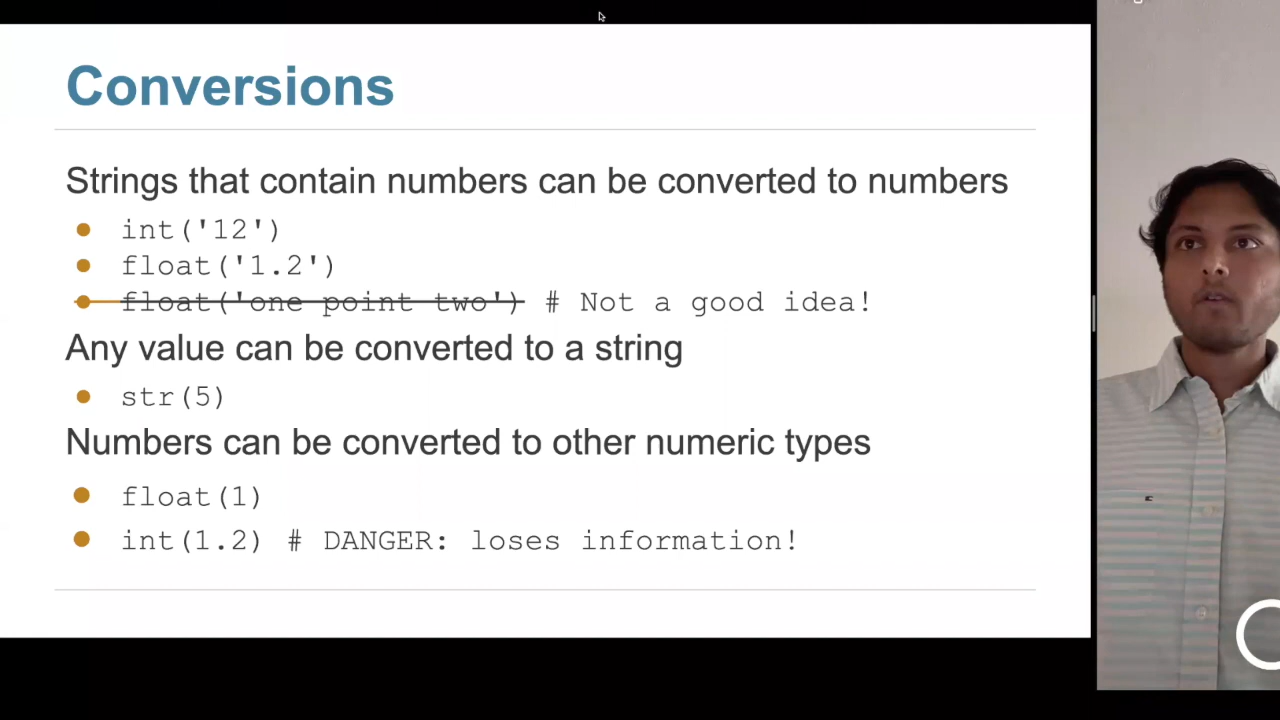 Conversions
Strings that contain numbers can be converted to numbers
int('12')
float('1.2')
float('one point two') # Not a good idea!
Any value can be converted to a string
str(5)
Numbers can be converted to other numeric types
float(1)
int(1.2) # DANGER: loses information!